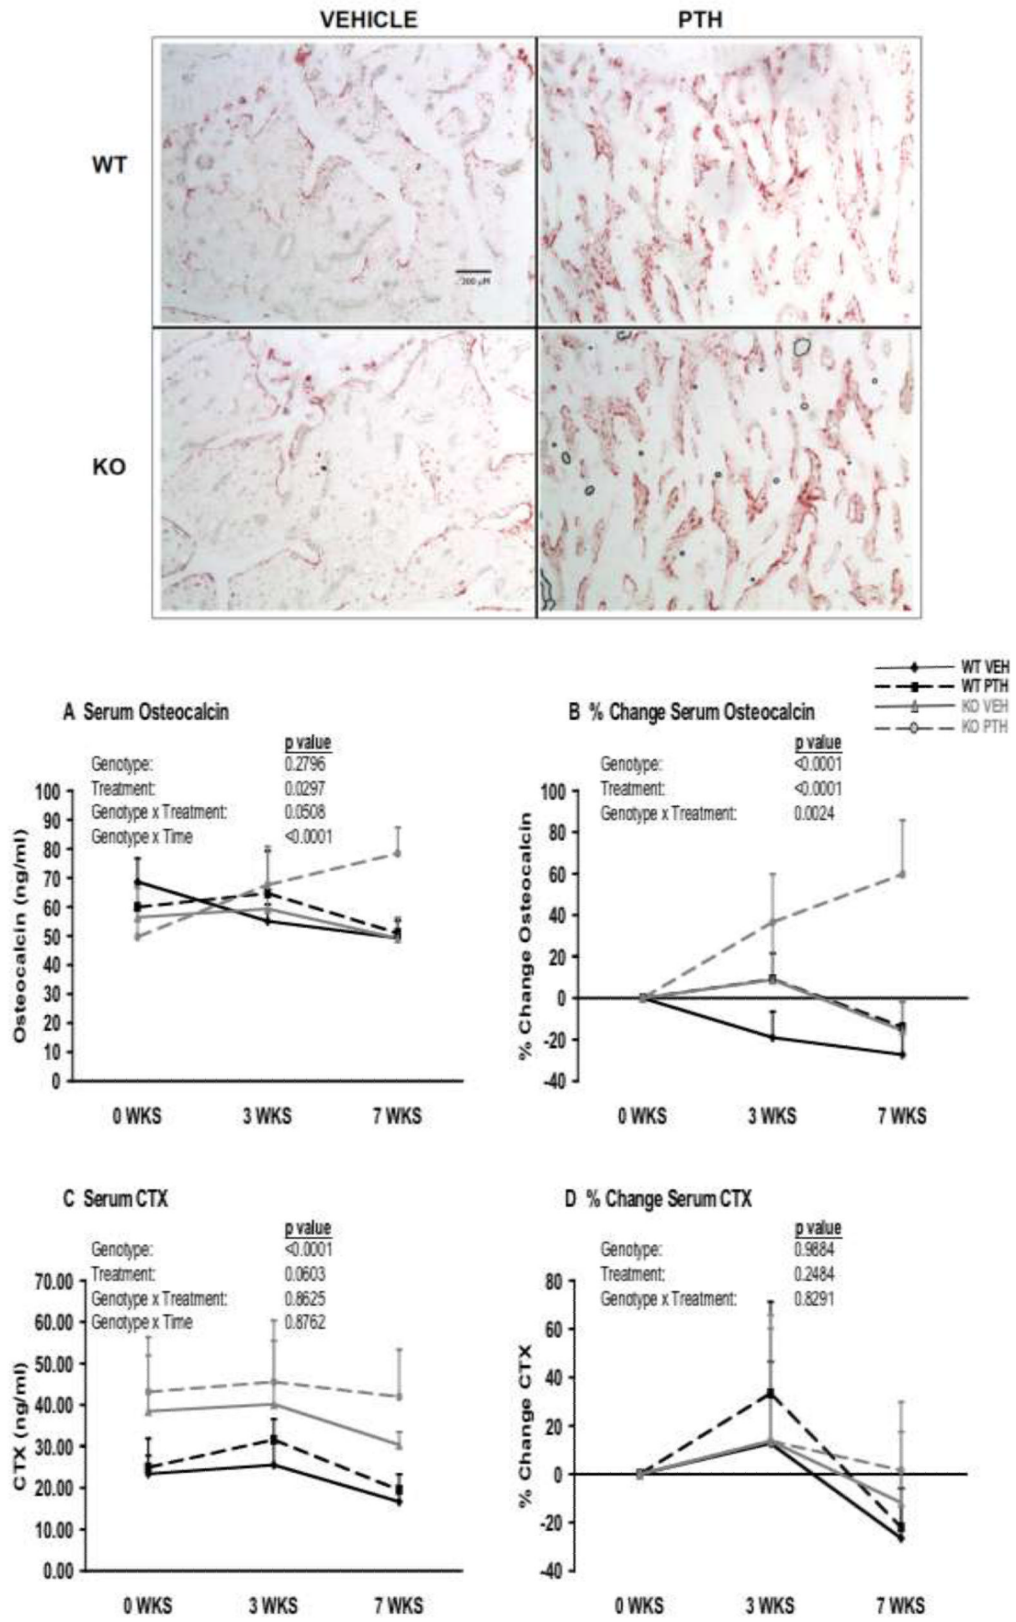 VEHICLE PTH
WT
200 µM
KO
WT VEH
WT PTH
KO VEH
KO PTH
A Serum Osteocalcin
p value
Genotype: 0.2796
Treatment: 0.0297
Genotype x Treatment: 0.0508
Genotype x Time <0.0001
Osteocalcin (ng/ml)
100
90
80
70
60
50
40
30
20
10
0
0 WKS 3 WKS 7 WKS
B % Change Serum Osteocalcin
p value
Genotype: <0.0001
Treatment: <0.0001
Genotype x Treatment: 0.0024
% Change Osteocalcin
100
80
60
40
20
0
-20
-40
0 WKS 3 WKS 7 WKS
C Serum CTX
p value
Genotype: <0.0001
Treatment: 0.0603
Genotype x Treatment: 0.8625
Genotype x Time 0.8762
CTX (ng/ml)
70.00
60.00
50.00
40.00
30.00
20.00
10.00
0.00
0 WKS 3 WKS 7 WKS
D % Change Serum CTX
p value
Genotype: 0.9884
Treatment: 0.2484
Genotype x Treatment: 0.8291
% Change CTX
80
60
40
20
0
-20
-40
0 WKS 3 WKS 7 WKS